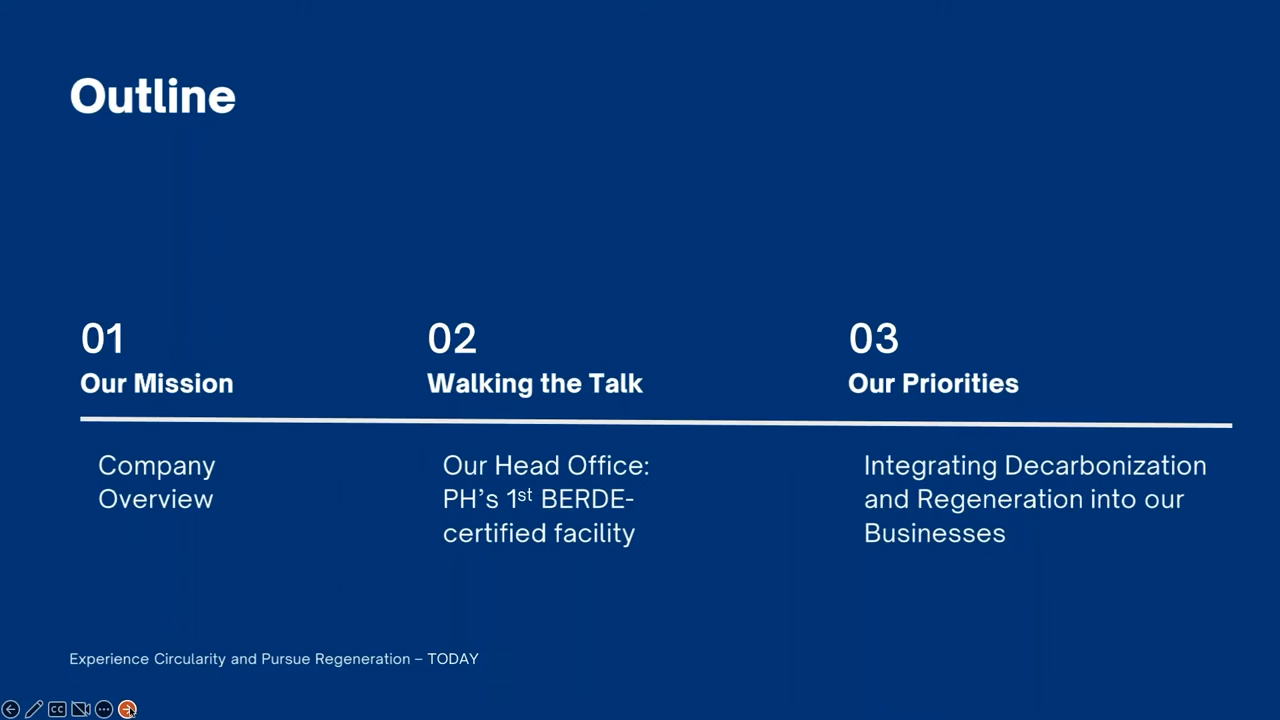 Outline
01
Our Mission
Company
Overview
02
Walking the Talk
Our Head Office:
PH’s 1st BERDE-
certified facility
03
Our Priorities
Integrating Decarbonization
and Regeneration into our
Businesses
Experience Circularity and Pursue Regeneration – TODAY
CC